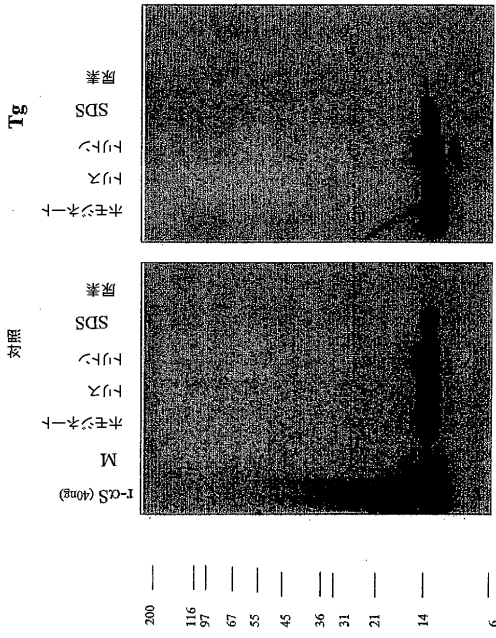 Tg
尿素
SDS
トリトン
トリス
ホモジネート
対照
尿素
SDS
トリトン
トリス
ホモジネート
M
r-αS (40ng)
200
116
97
67
55
45
36
31
21
14
6